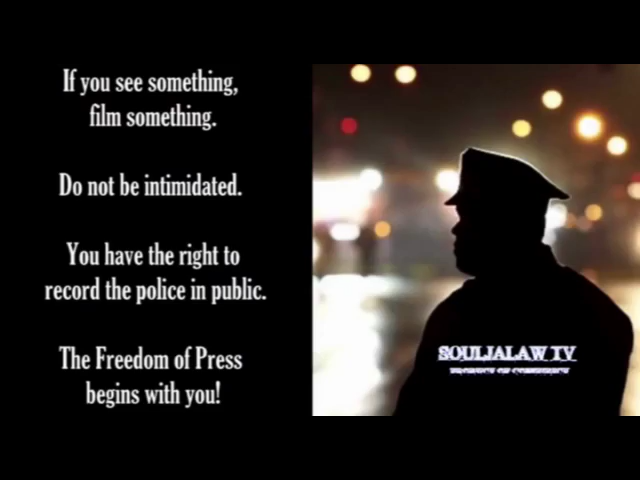 If you see something,
film something.
Do not be intimidated.
You have the right to
record the police in public.
The Freedom of Press
begins with you!
SOULJALAW TV